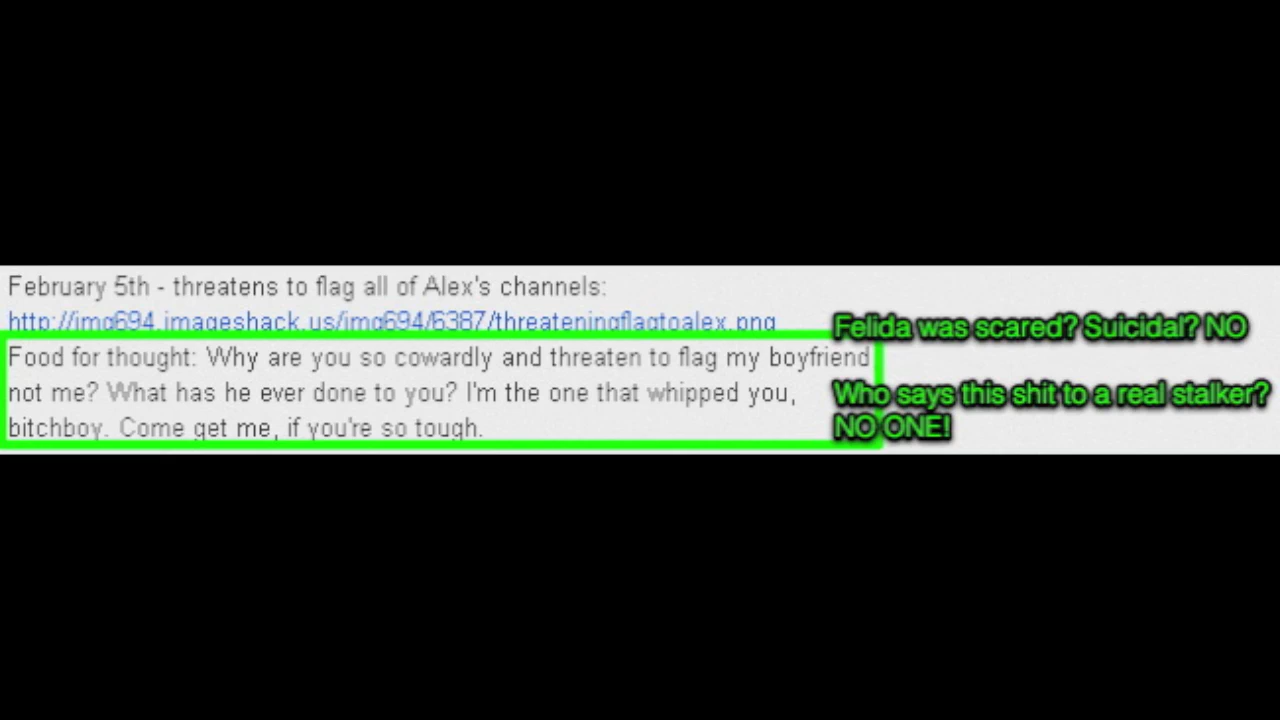 February 5th - threatens to flag all of Alex's channels:
http://img694.imageshack.us/img694/6387/threateningflagtoalex.png
Food for thought: Why are you so cowardly and threaten to flag my boyfriend
not me? What has he ever done to you? I'm the one that whipped you,
bitchboy. Come get me, if you're so tough.
Felida was scared? Suicidal? NO
Who says this shit to a real stalker?
NO ONE!